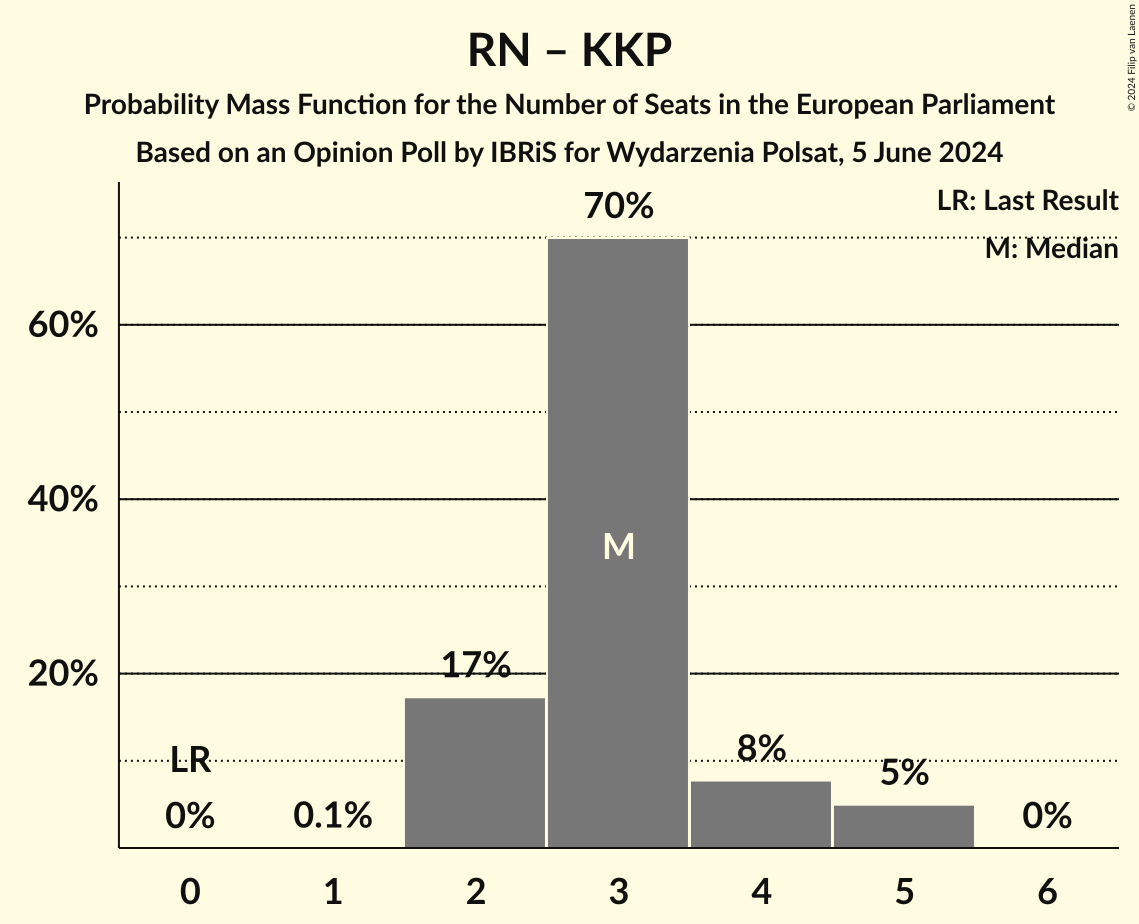 RN – KKP
Probability Mass Function for the Number of Seats in the European Parliament
Based on an Opinion Poll by IBRiS for Wydarzenia Polsat, 5 June 2024
© 2024 Filip van Laenen
LR: Last Result
M: Median
70%
60%
40%
20%
M
17%
LR
8%
5%
0%
0.1%
0%
0 1 2 3 4 5 6